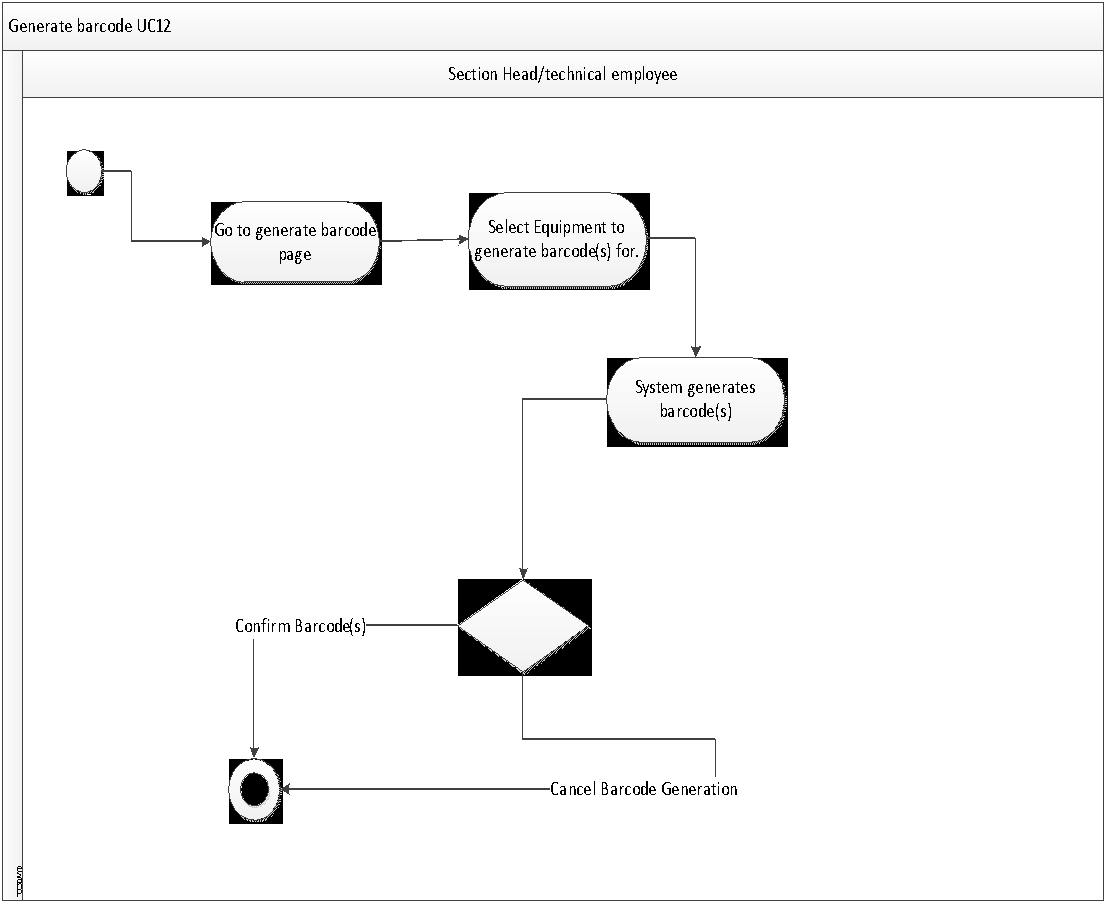 Generate barcode UC12
Section Head/technical employee
Go to generate barcode
page
Select Equipment to
generate barcode(s) for.
System generates
barcode(s)
Confirm Barcode(s)
Cancel Barcode Generation